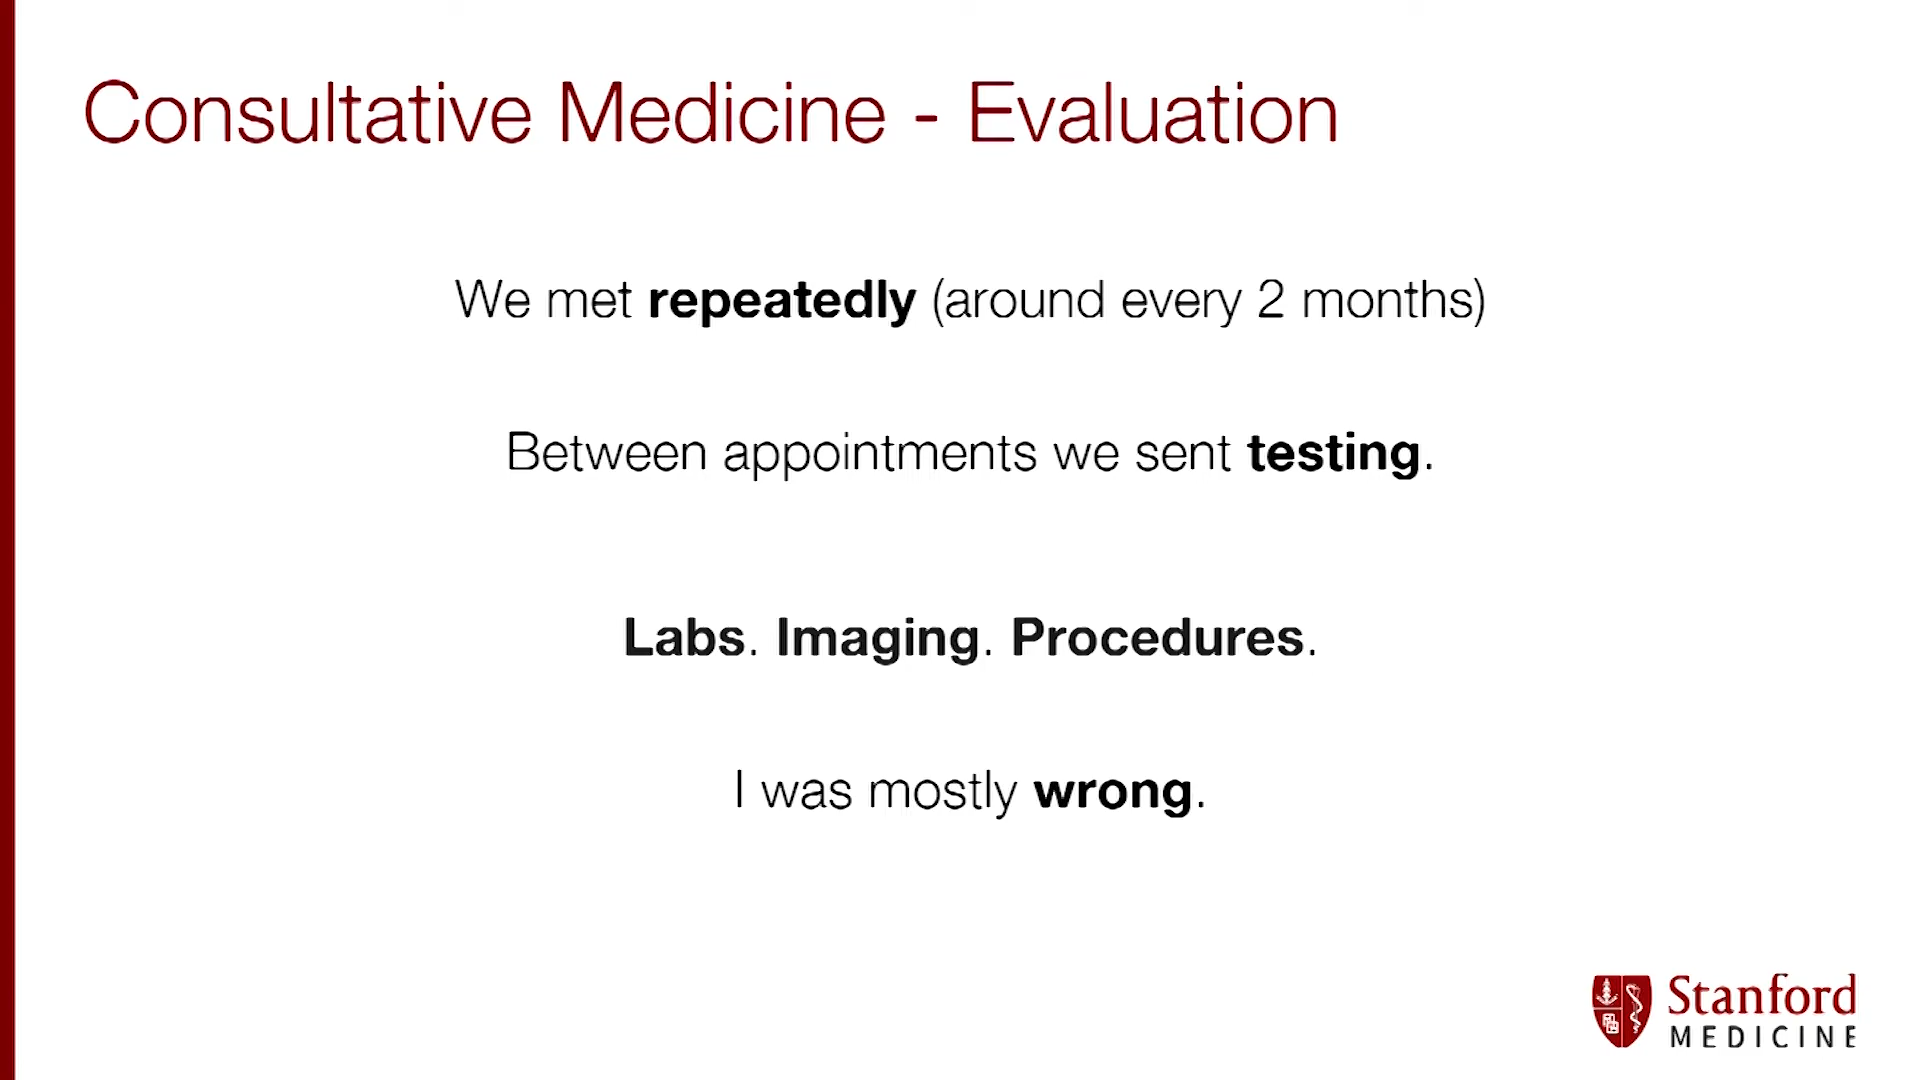 Consultative Medicine - Evaluation
We met repeatedly (around every 2 months)
Between appointments we sent testing.
Labs. Imaging. Procedures.
I was mostly wrong.
Stanford
MEDICINE